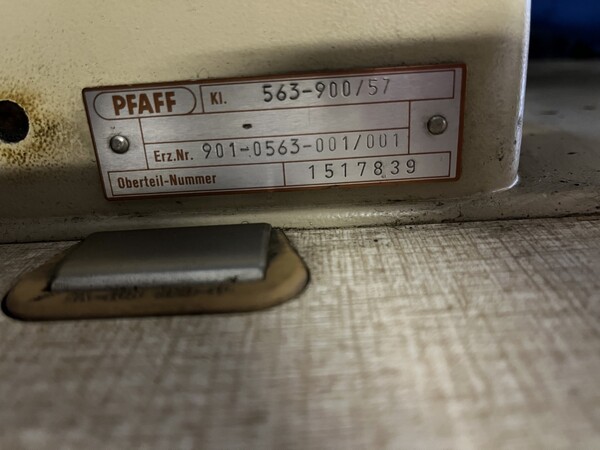 PFAFF Kl. 563-900/57
-
Erz.Nr. 901-0563-001/001
Oberteil-Nummer 1517839